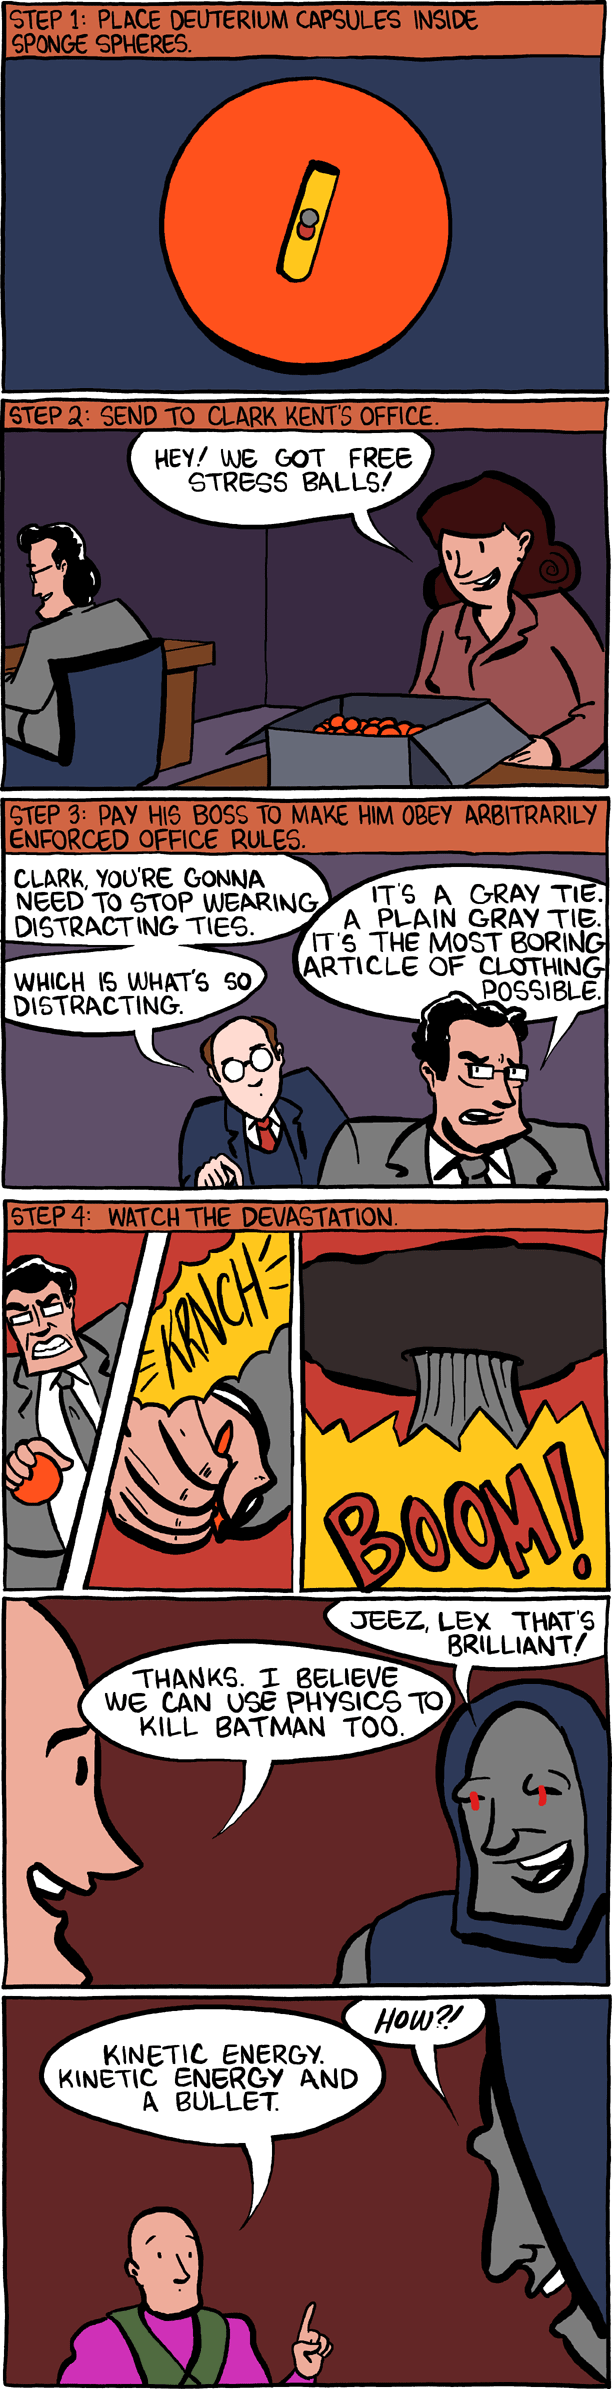 STEP 1: PLACE DEUTERIUM CAPSULES INSIDE
SPONGE SPHERES.
STEP 2: SEND TO CLARK KENT'S OFFICE.
HEY! WE GOT FREE
STRESS BALLS!
STEP 3: PAY HIS BOSS TO MAKE HIM OBEY ARBITRARILY
ENFORCED OFFICE RULES.
CLARK, YOU'RE GONNA
NEED TO STOP WEARING
DISTRACTING TIES.
IT'S A GRAY TIE.
A PLAIN GRAY TIE.
IT'S THE MOST BORING
ARTICLE OF CLOTHING
POSSIBLE.
WHICH IS WHAT'S SO
DISTRACTING.
STEP 4: WATCH THE DEVASTATION.
KRNCH
BOOM!
JEEZ, LEX THAT'S
BRILLIANT!
THANKS. I BELIEVE
WE CAN USE PHYSICS TO
KILL BATMAN TOO.
HOW?!
KINETIC ENERGY.
KINETIC ENERGY AND
A BULLET.